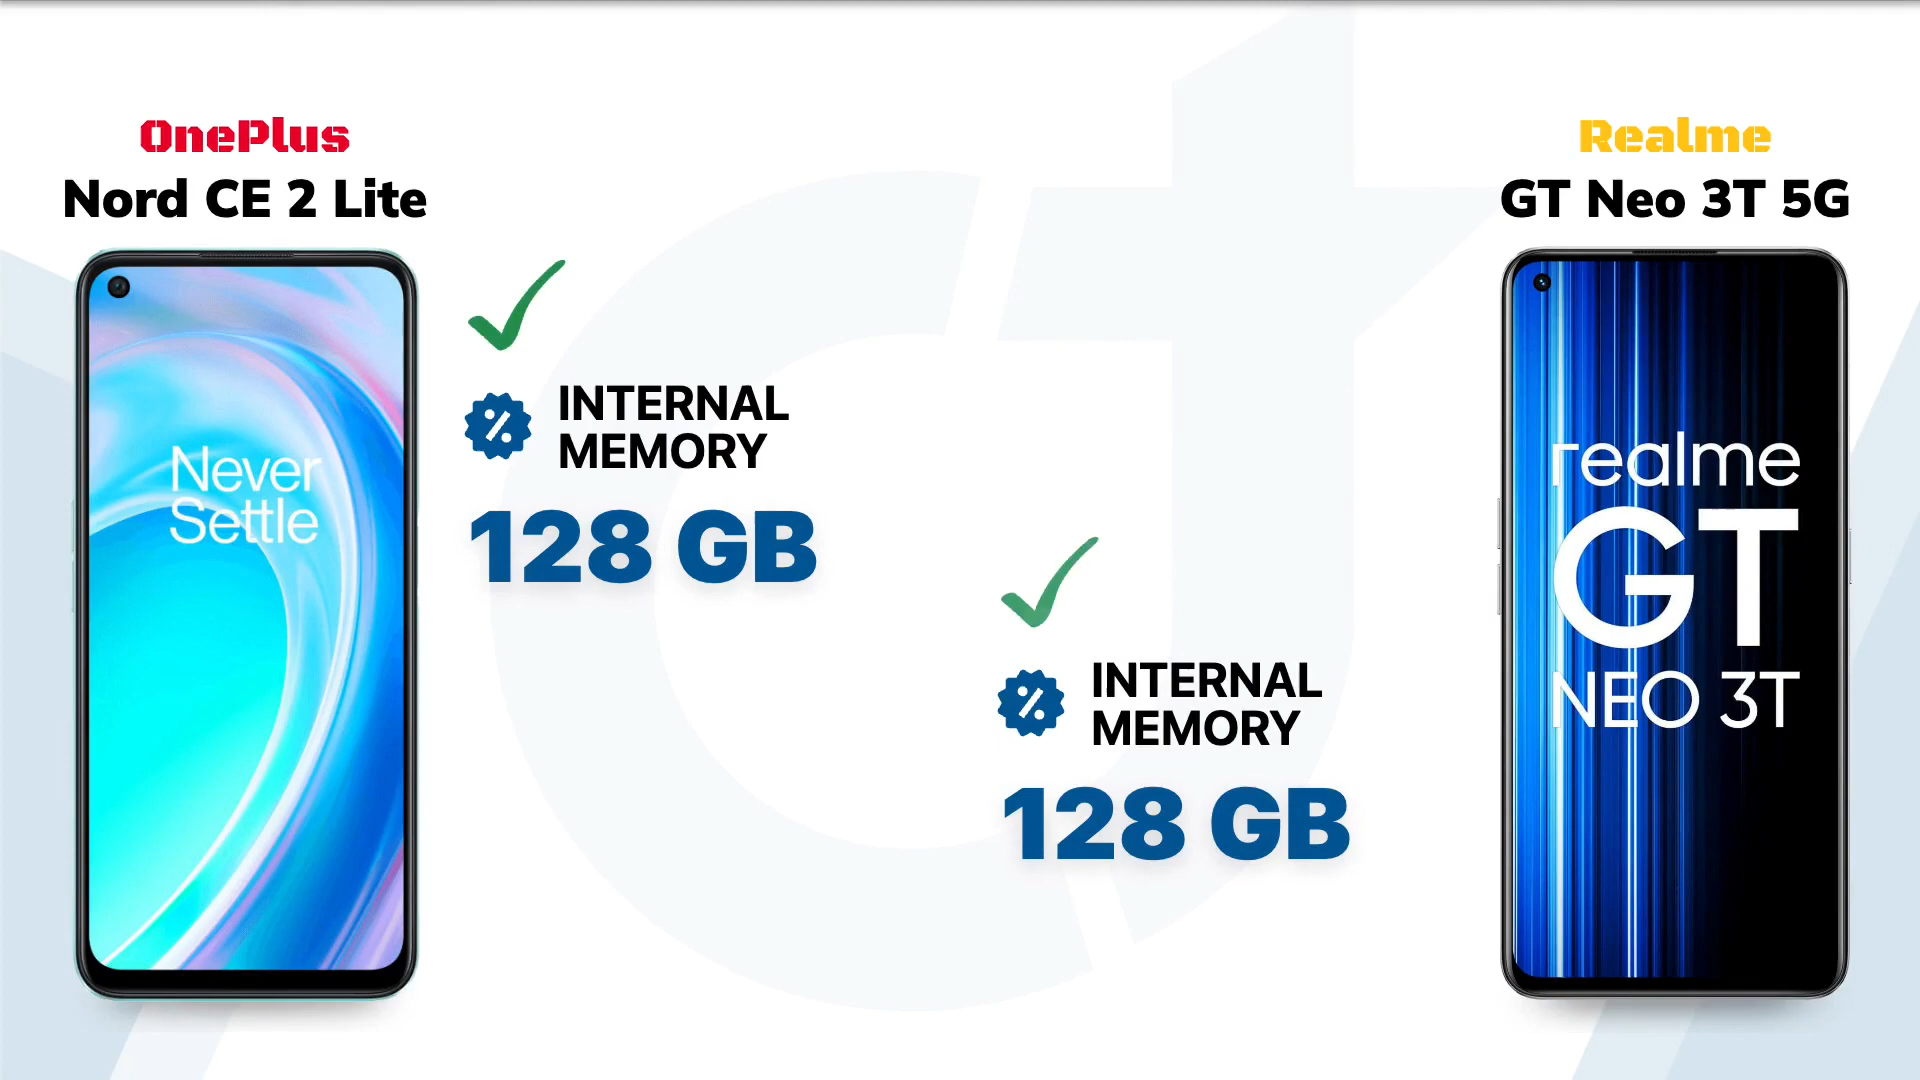 OnePlus
Nord CE 2 Lite
Never
Settle
INTERNAL
MEMORY
128 GB
INTERNAL
MEMORY
128 GB
Realme
GT Neo 3T 5G
realme
GT
NEO 3T